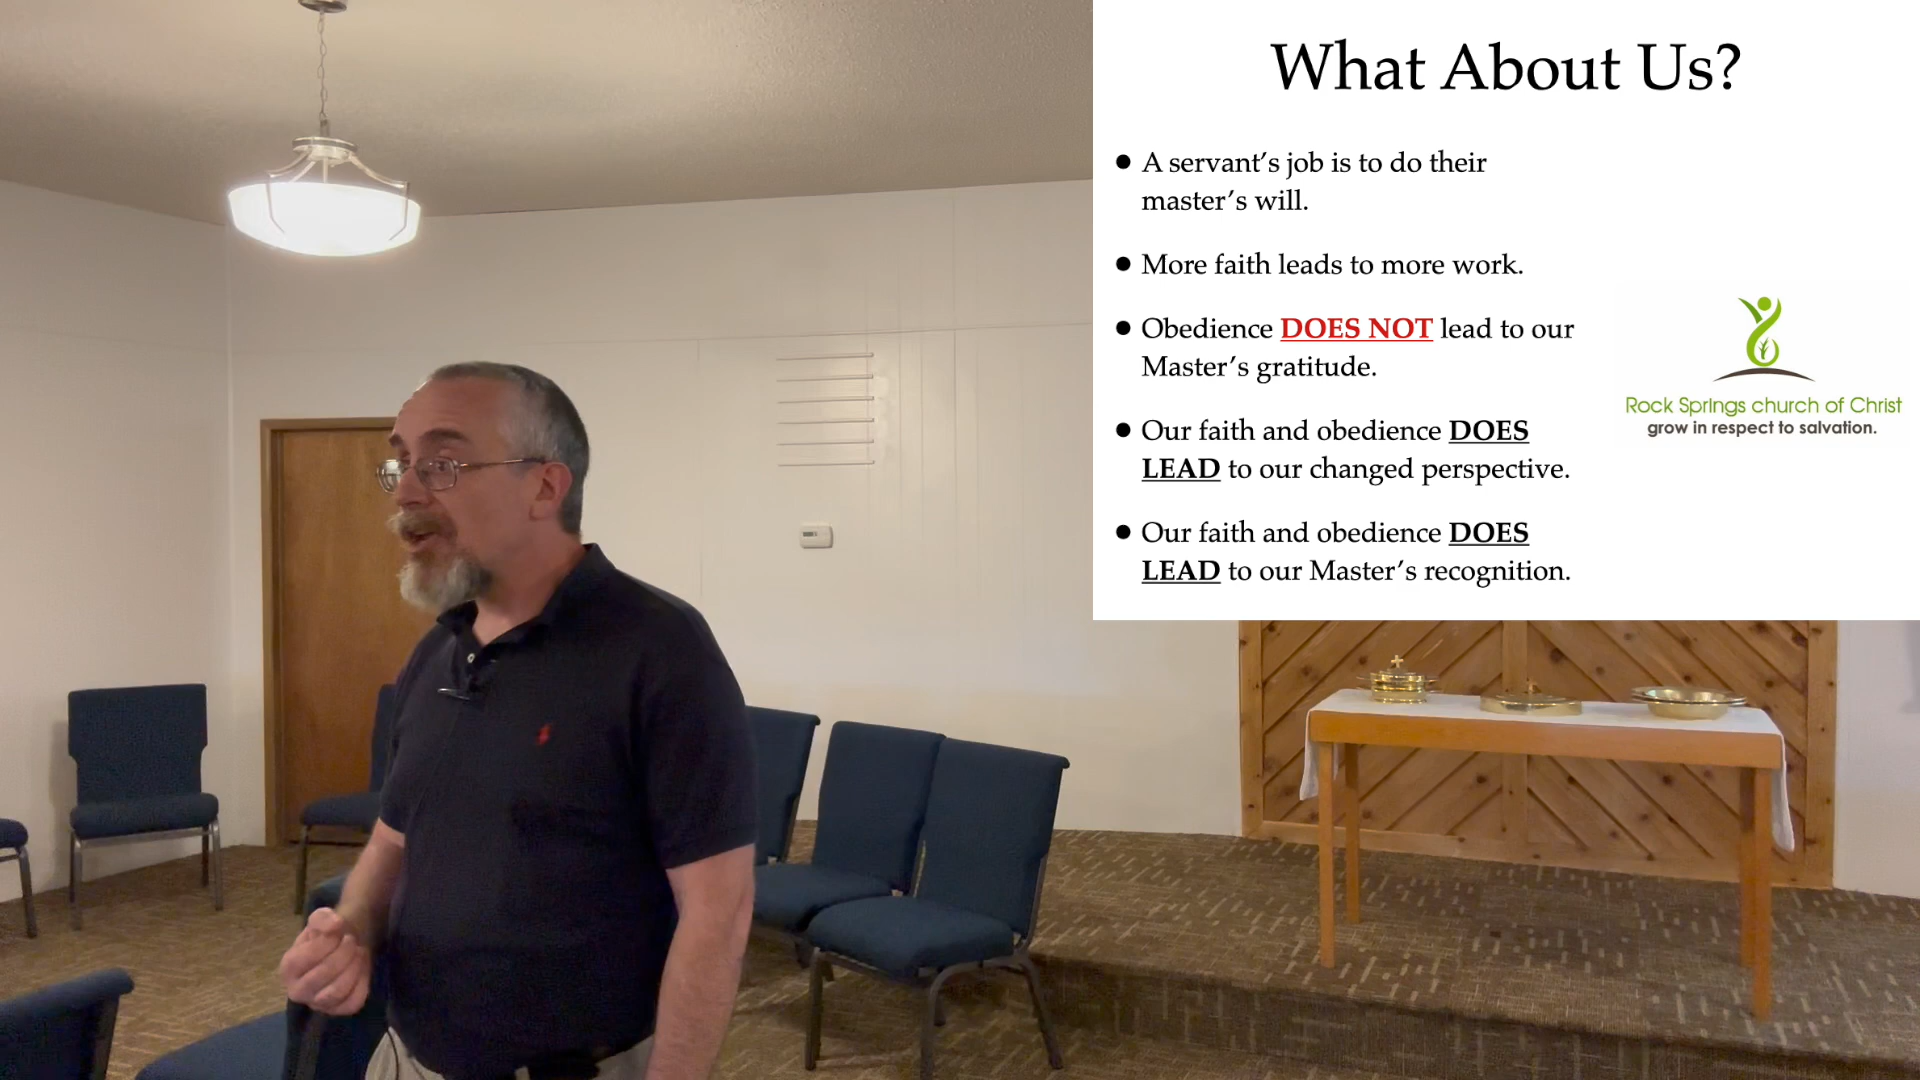 What About Us?
• A servant's job is to do their
master's will.
• More faith leads to more work.
• Obedience DOES NOT lead to our
Master's gratitude.
• Our faith and obedience DOES
LEAD to our changed perspective.
• Our faith and obedience DOES
LEAD to our Master's recognition.
Rock Springs church of Christ
grow in respect to salvation.